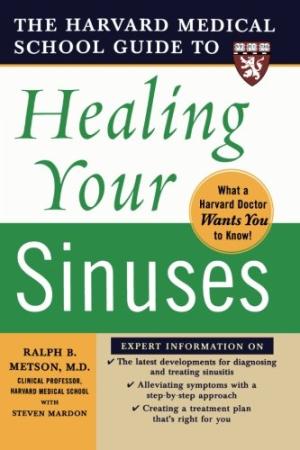 THE HARVARD MEDICAL
SCHOOL GUIDE TO
Healing
Your
Sinuses
What a
Harvard Doctor
Wants You
to Know!
RALPH B.
METSON, M.D.
CLINICAL PROFESSOR,
HARVARD MEDICAL SCHOOL
WITH
STEVEN MARDON
EXPERT INFORMATION ON
✔ The latest developments for diagnosing
and treating sinusitis
✔ Alleviating symptoms with a
step-by-step approach
✔ Creating a treatment plan
that's right for you